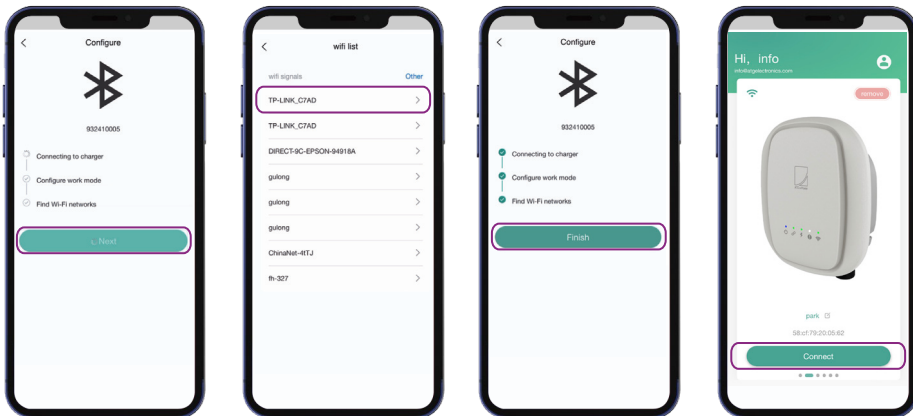 Configure
932410005
Connecting to charger
Configure work mode
Find Wi-Fi networks
Next
wifi list
wifi signals
Other
TP-LINK_C7AD
TP-LINK_C7AD
DIRECT-9C-EPSON-94918A
gulong
gulong
gulong
ChinaNet-4tTJ
fh-327
Configure
932410005
Connecting to charger
Configure work mode
Find Wi-Fi networks
Finish
Hi, info
remove
park
58:cf:79:20:05:62
Connect